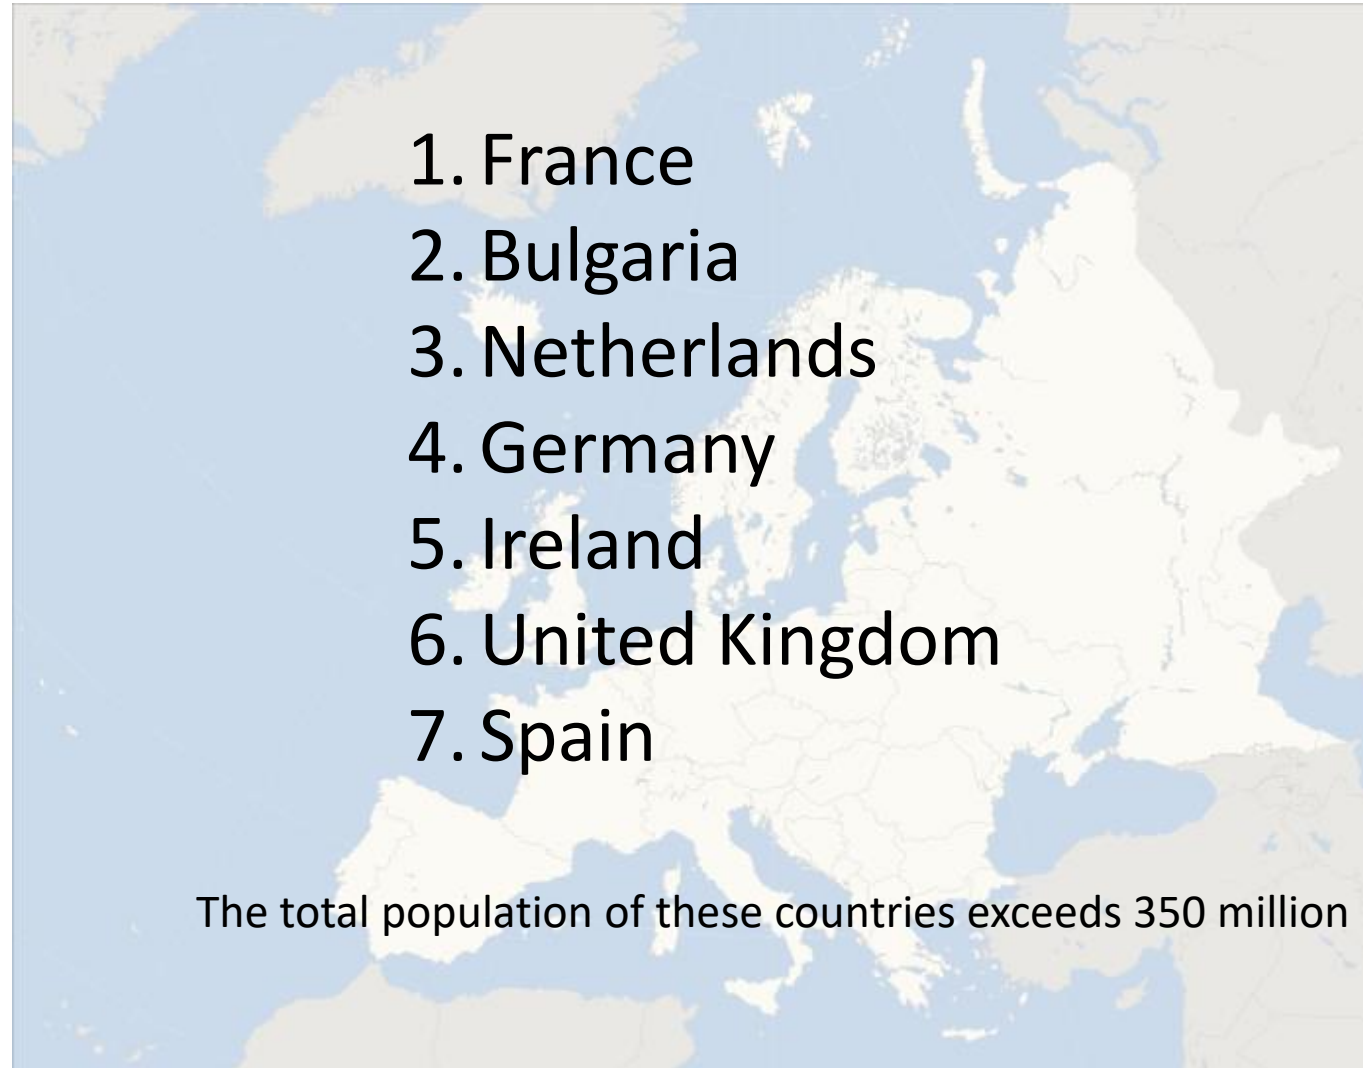 1. France
2. Bulgaria
3. Netherlands
4. Germany
5. Ireland
6. United Kingdom
7. Spain
The total population of these countries exceeds 350 million